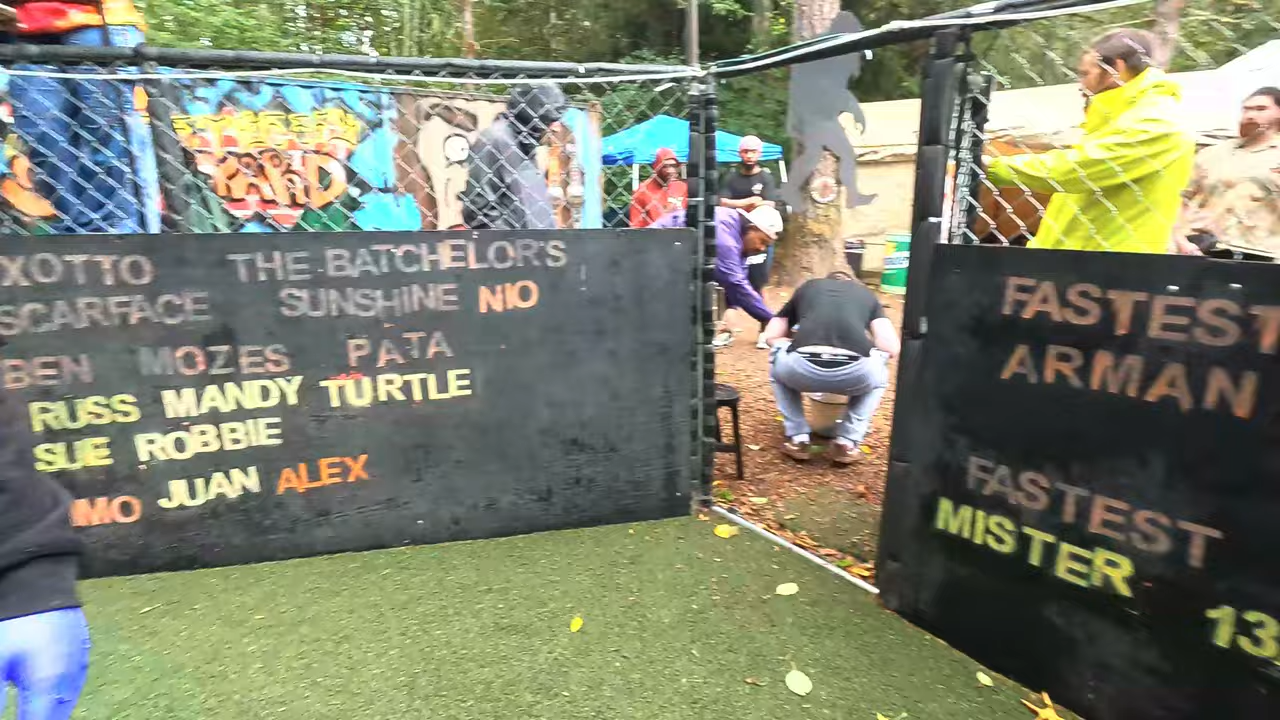 XOTTO THE BATCHELOR'S
SCARFACE SUNSHINE NIO
BEN MOZES PATA
RUSS MANDY TURTLE
SUE ROBBIE
MO JUAN ALEX
FASTEST
ARMAN
FASTEST
MISTER
13